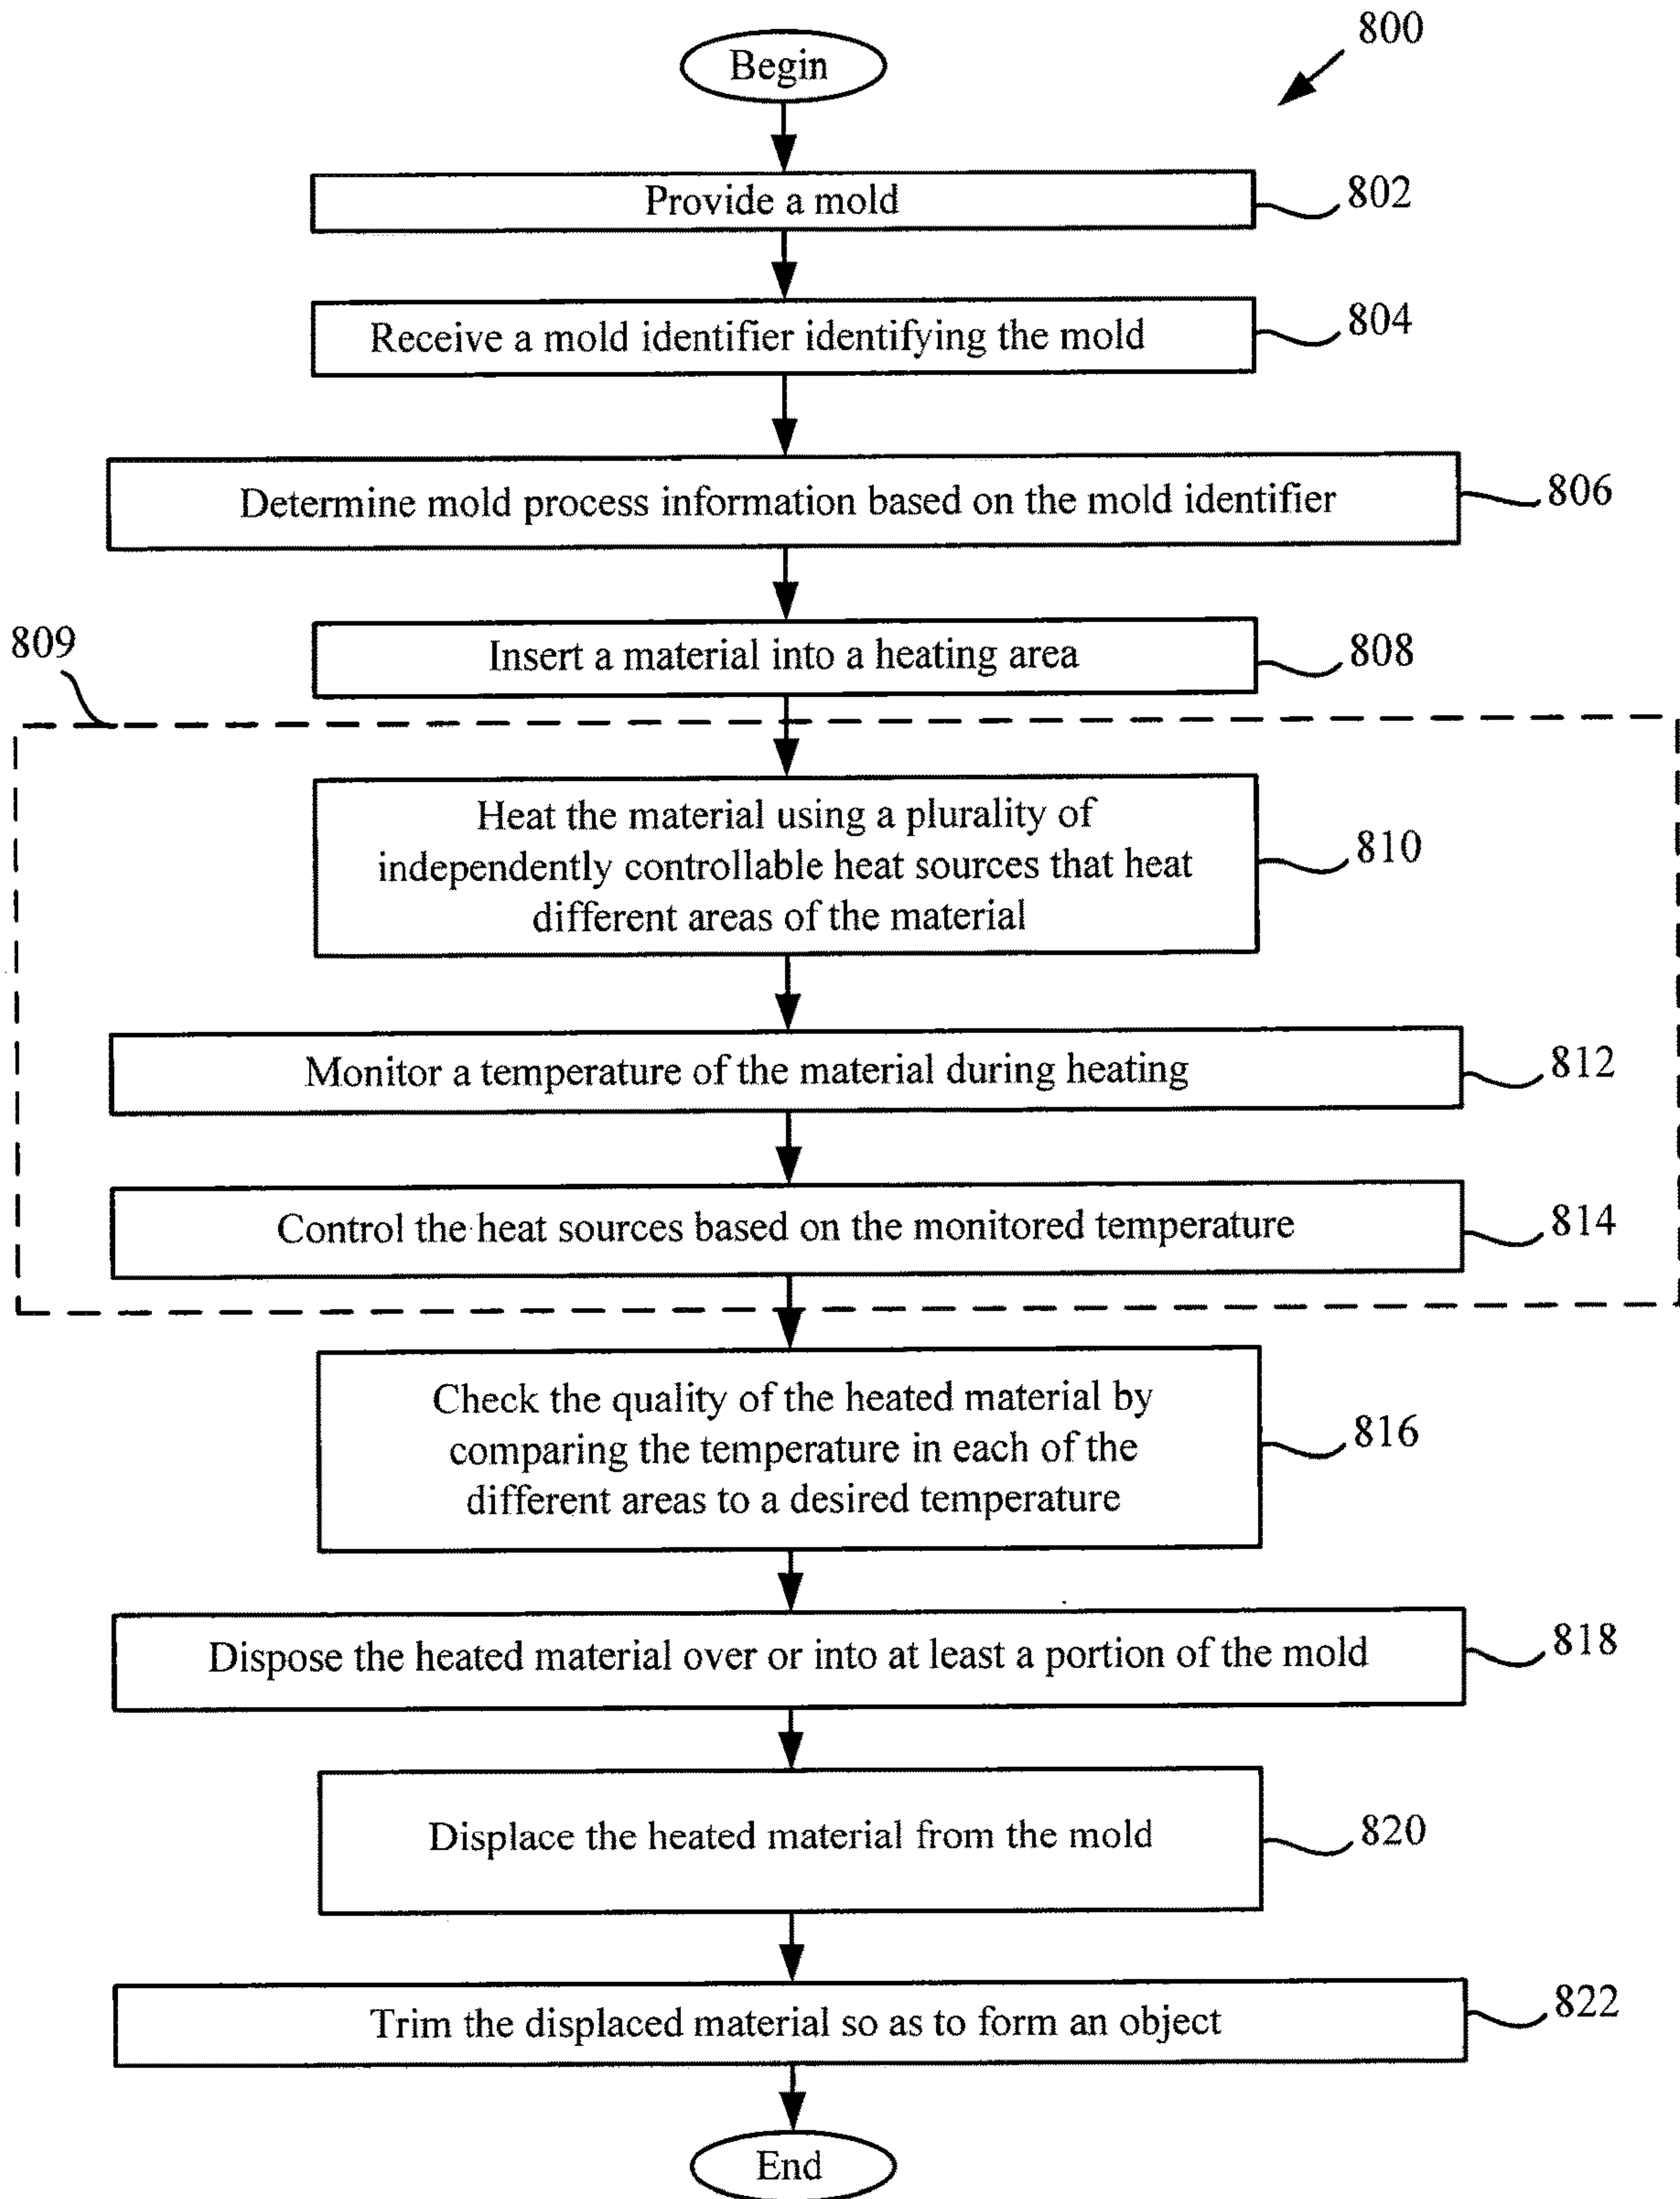 800
Begin
Provide a mold
802
Receive a mold identifier identifying the mold
804
Determine mold process information based on the mold identifier
806
Insert a material into a heating area
808
809
Heat the material using a plurality of
independently controllable heat sources that heat
different areas of the material
810
Monitor a temperature of the material during heating
812
Control the heat sources based on the monitored temperature
814
Check the quality of the heated material by
comparing the temperature in each of the
different areas to a desired temperature
816
Dispose the heated material over or into at least a portion of the mold
818
Displace the heated material from the mold
820
Trim the displaced material so as to form an object
822
End